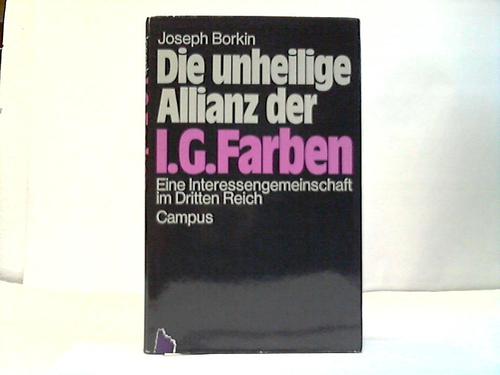 Joseph Borkin
Die unheilige
Allianz der
I.G.Farben
Eine Interessengemeinschaft
im Dritten Reich
Campus